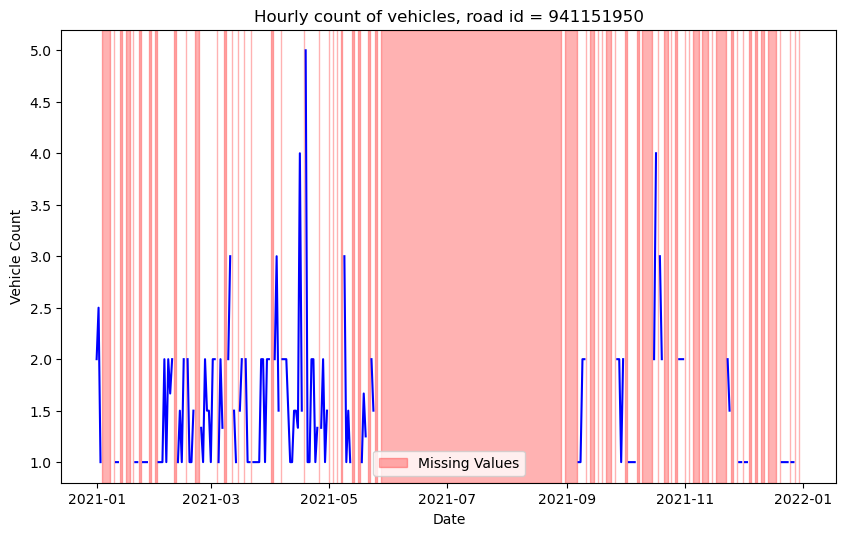 Hourly count of vehicles, road id = 941151950
5.0
4.5
4.0
3.5
3.0
2.5
2.0
1.5
1.0
Vehicle Count
Missing Values
2021-01 2021-03 2021-05 2021-07 2021-09 2021-11 2022-01
Date